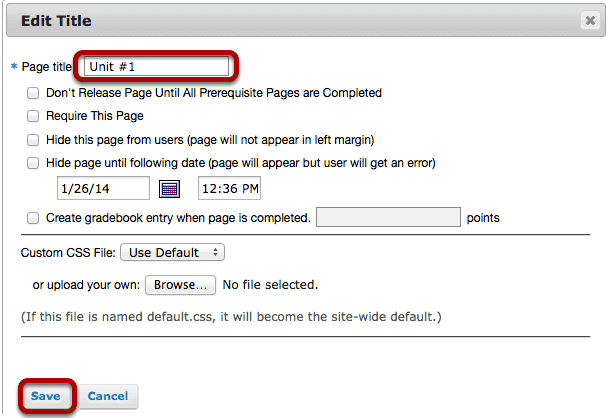 Edit Title
* Page title Unit #1
Don't Release Page Until All Prerequisite Pages are Completed
Require This Page
Hide this page from users (page will not appear in left margin)
Hide page until following date (page will appear but user will get an error)
1/26/14 12:36 PM
Create gradebook entry when page is completed. points
Custom CSS File: Use Default
or upload your own: Browse... No file selected.
(If this file is named default.css, it will become the site-wide default.)
Save Cancel